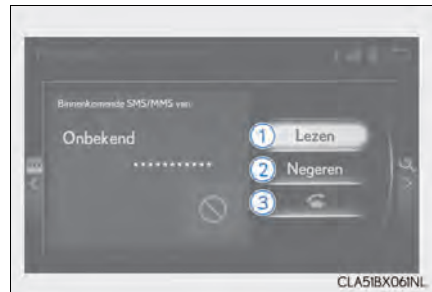 Binnenkomende SMS/MMS van:
Onbekend
...........
1 Lezen
2 Negeren
3
CLA51BX061NL